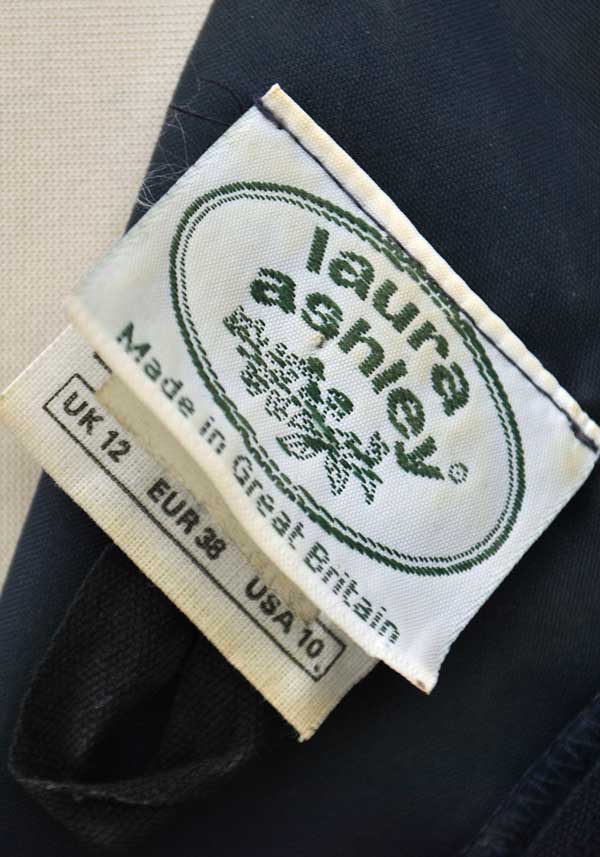 laura
ashley©
Made in Great Britain
UK 12 EUR 38 USA 10